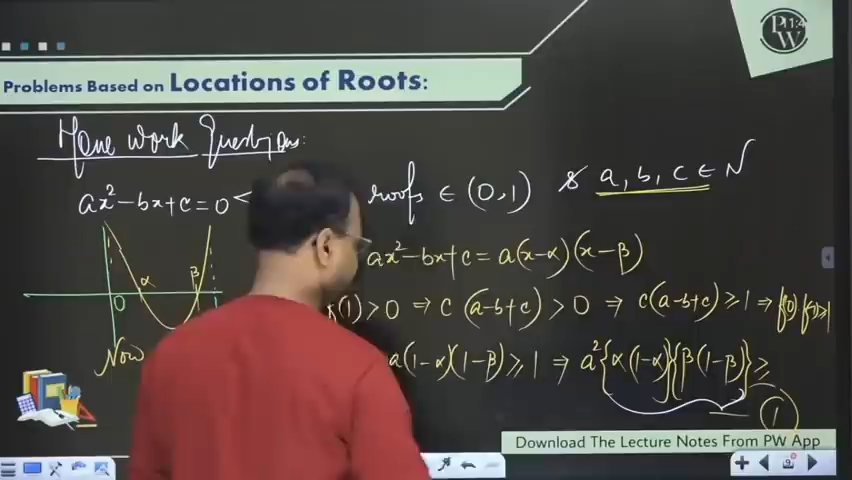 PW
1:4
Problems Based on Locations of Roots:
Home Work Questions:
ax²-bx+c=0 < roots ∈ (0,1) & a, b, c ∈ N
ax²-bx+c = a(x-α)(x-β)
(1)>0 ⇒ c(a-b+c)>0 ⇒ c(a-b+c)≥1 ⇒ f(0)f(1)≥1
0 α β
Now a(1-α)(1-β)≥1 ⇒ a²{α(1-α)}{β(1-β)}≥
1
Download The Lecture Notes From PW App